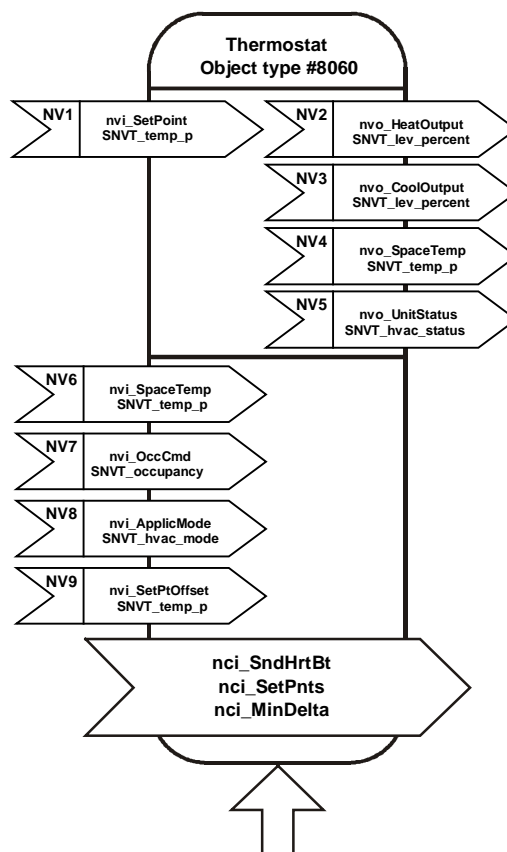 Thermostat
Object type #8060
NV1
nvi_SetPoint
SNVT_temp_p
NV2
nvo_HeatOutput
SNVT_lev_percent
NV3
nvo_CoolOutput
SNVT_lev_percent
NV4
nvo_SpaceTemp
SNVT_temp_p
NV5
nvo_UnitStatus
SNVT_hvac_status
NV6
nvi_SpaceTemp
SNVT_temp_p
NV7
nvi_OccCmd
SNVT_occupancy
NV8
nvi_ApplicMode
SNVT_hvac_mode
NV9
nvi_SetPtOffset
SNVT_temp_p
nci_SndHrtBt
nci_SetPnts
nci_MinDelta